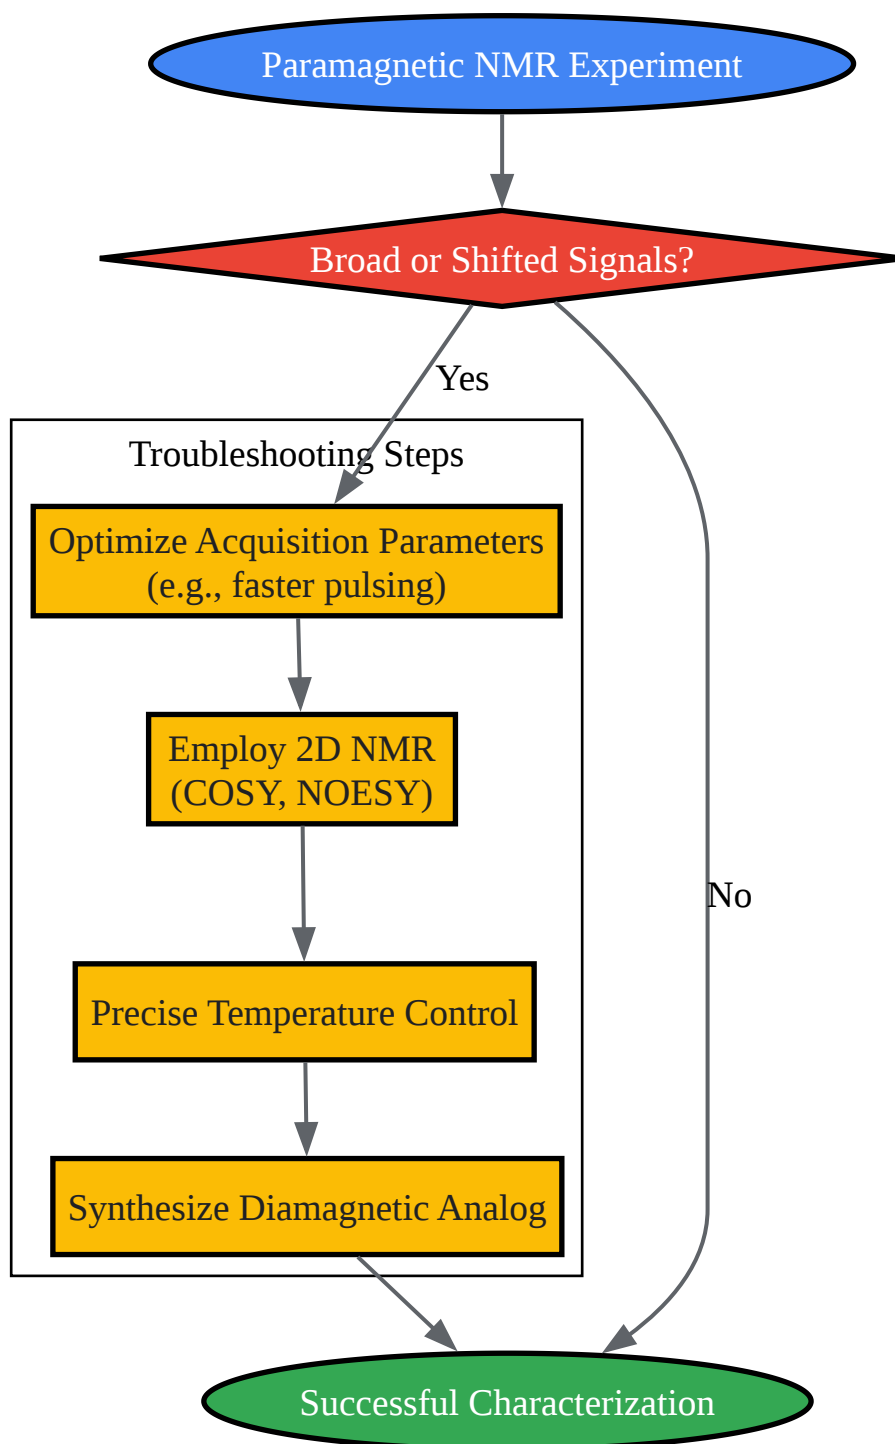 Paramagnetic NMR Experiment
Broad or Shifted Signals?
Yes
Troubleshooting Steps
Optimize Acquisition Parameters
(e.g., faster pulsing)
Employ 2D NMR
(COSY, NOESY)
No
Precise Temperature Control
Synthesize Diamagnetic Analog
Successful Characterization